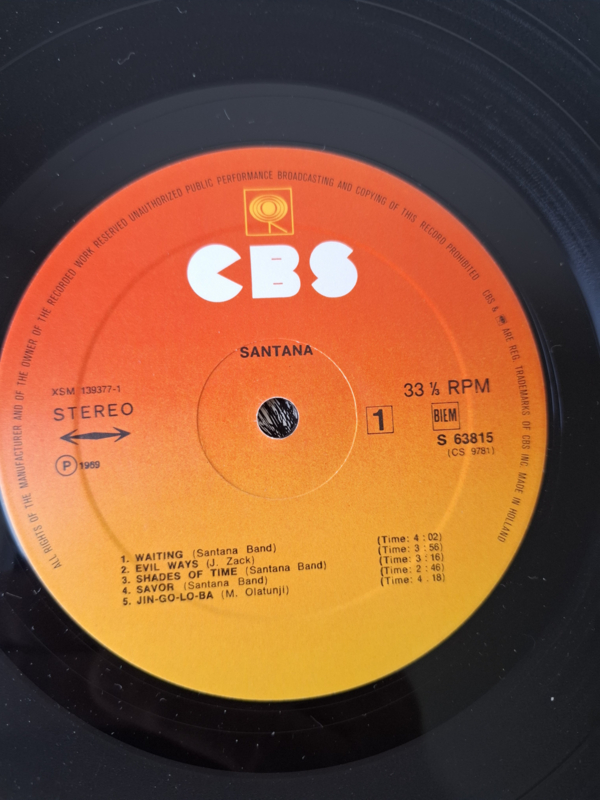 ALL RIGHTS OF THE MANUFACTURER AND OF THE OWNER OF THE RECORDED WORK RESERVED UNAUTHORIZED PUBLIC PERFORMANCE BROADCASTING AND COPYING OF THIS RECORD PROHIBITED
CBS & ARE REG. TRADEMARKS OF CBS INC. MADE IN HOLLAND
CBS
SANTANA
XSM 139377-1
STEREO
Ⓟ 1969
33 ⅓ RPM
1
BIEM
S 63815
(CS 9781)
1. WAITING (Santana Band) (Time: 4:02)
2. EVIL WAYS (J. Zack) (Time: 3:56)
3. SHADES OF TIME (Santana Band) (Time: 3:16)
4. SAVOR (Santana Band) (Time: 2:46)
5. JIN-GO-LO-BA (M. Olatunji) (Time: 4.18)